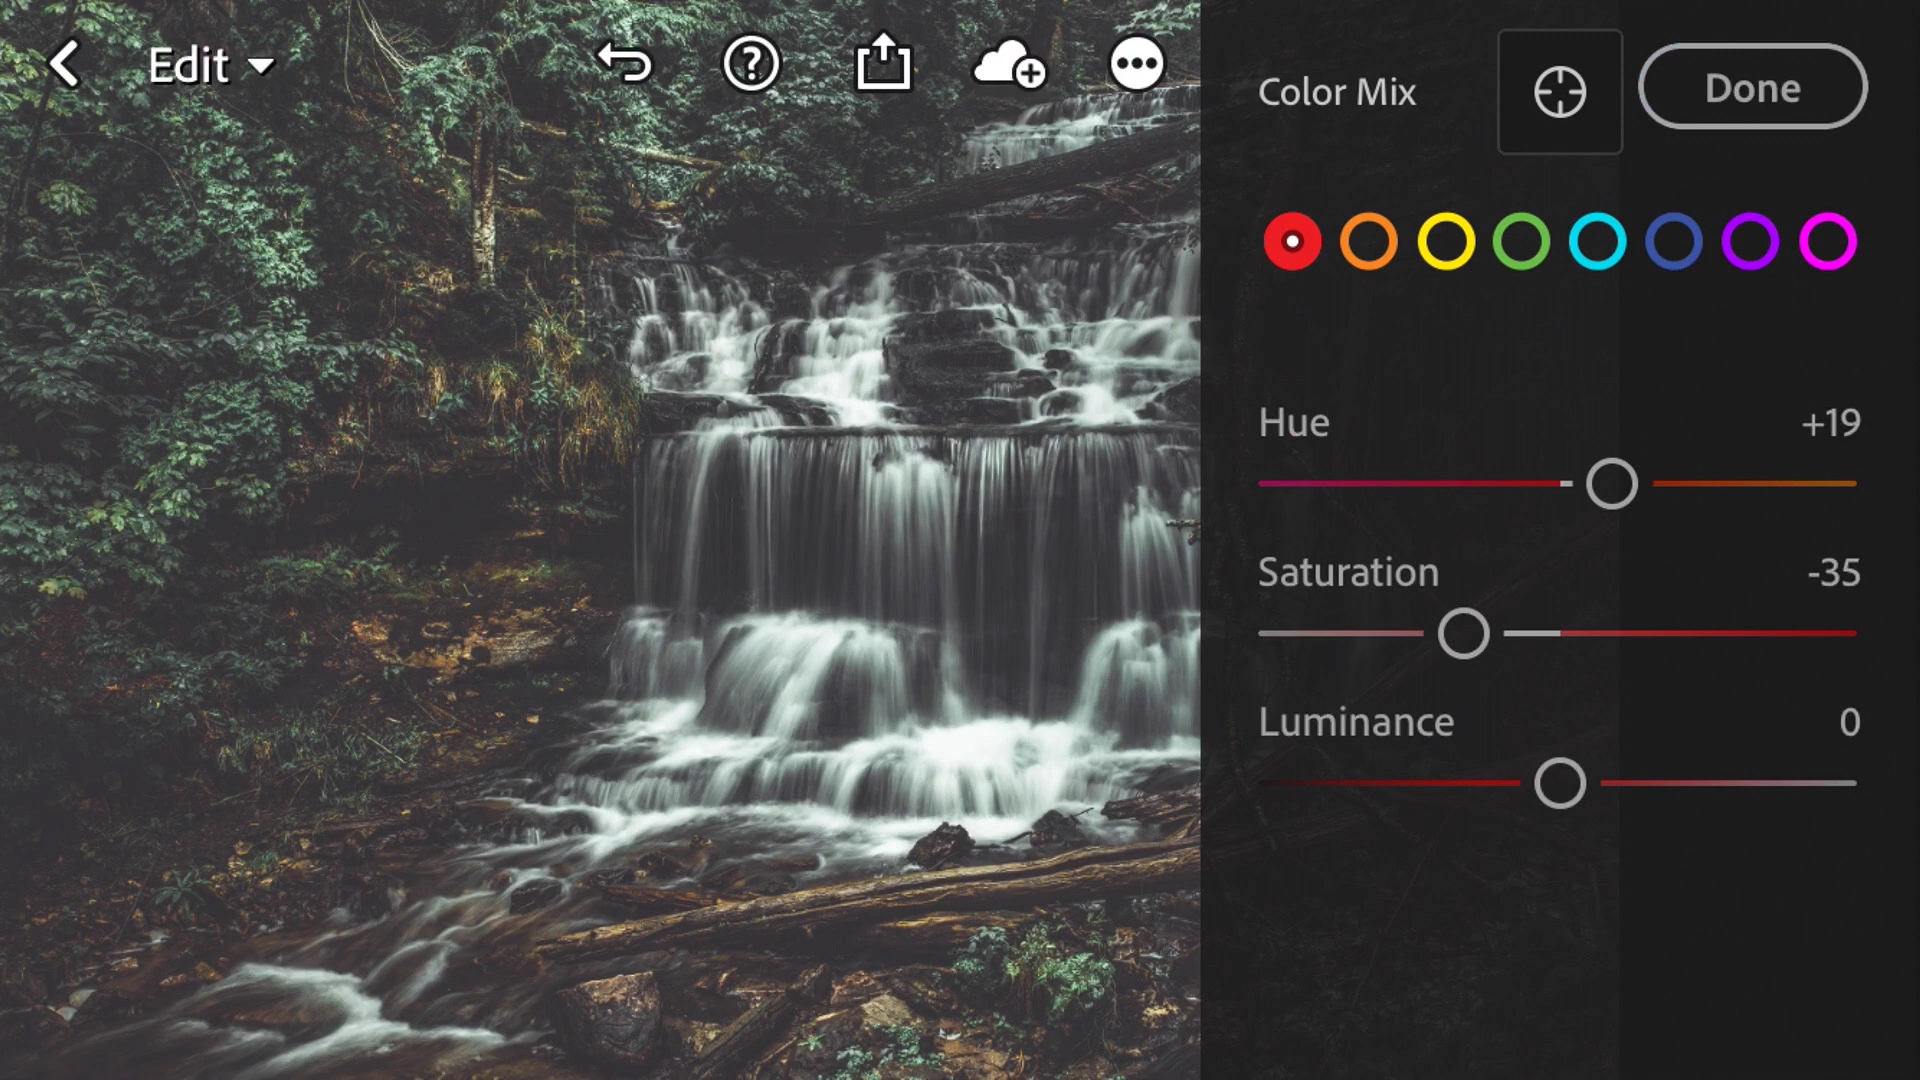 Edit
Color Mix
Done
Hue +19
Saturation -35
Luminance 0